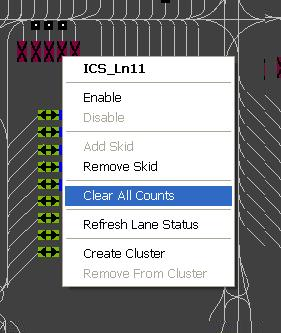 ICS_Ln11
Enable
Disable
Add Skid
Remove Skid
Clear All Counts
Refresh Lane Status
Create Cluster
Remove From Cluster